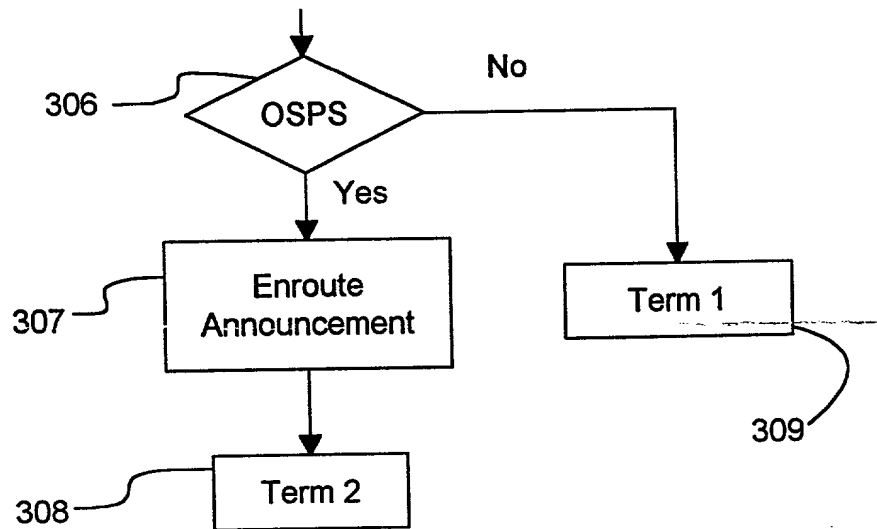 No
306
OSPS
Yes
Enroute
Announcement
307
Term 1
309
Term 2
308